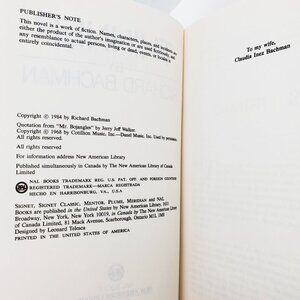 PUBLISHER'S NOTE
This novel is a work of fiction. Names, characters, places, and incidents are
either the product of the author's imagination or are used fictitiously, and
any resemblance to actual persons, living or dead, events, or locales is
entirely coincidental.
Copyright © 1984 by Richard Bachman
Quotation from "Mr. Bojangles" by Jerry Jeff Walker.
Copyright © 1968 by Cotillion Music, Inc.—Danel Music, Inc. Used by permission.
All rights reserved
For information address New American Library
Published simultaneously in Canada by The New American Library of Canada
Limited
NAL BOOKS TRADEMARK REG. U.S. PAT. OFF. AND FOREIGN COUNTRIES
REGISTERED TRADEMARK—MARCA REGISTRADA
HECHO EN HARRISONBURG, VA., U.S.A.
SIGNET, SIGNET CLASSIC, MENTOR, PLUME, MERIDIAN and NAL
BOOKS are published in the United States by New American Library, 1633
Broadway, New York, New York 10019, in Canada by The New American Library
of Canada Limited, 81 Mack Avenue, Scarborough, Ontario M1L 1M8
Designed by Leonard Telesca
PRINTED IN THE UNITED STATES OF AMERICA
To my wife,
Claudia Inez Bachman